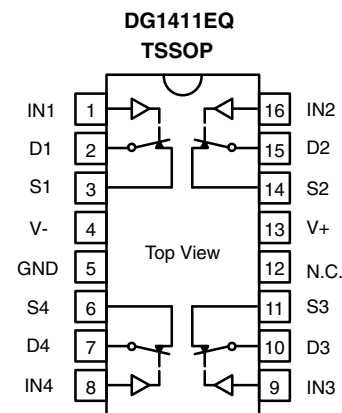 DG1411EQ
TSSOP
IN1 1 16 IN2
D1 2 15 D2
S1 3 14 S2
V- 4 13 V+
Top View
GND 5 12 N.C.
S4 6 11 S3
D4 7 10 D3
IN4 8 9 IN3